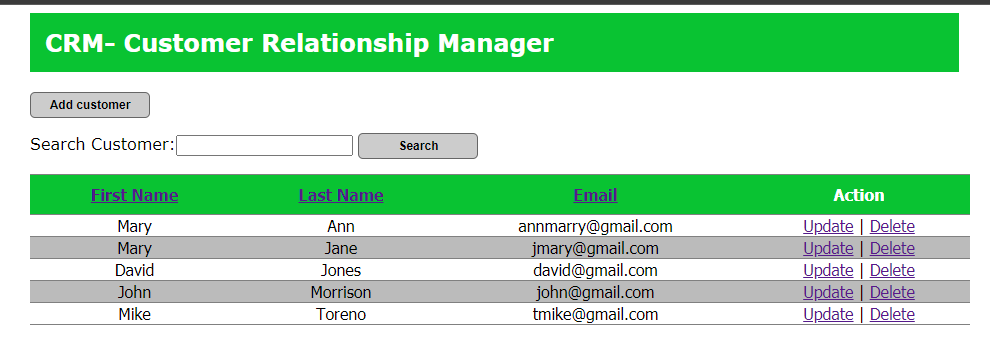 CRM- Customer Relationship Manager
Add customer
Search Customer: Search
First Name Last Name Email Action
Mary Ann annmarry@gmail.com Update | Delete
Mary Jane jmary@gmail.com Update | Delete
David Jones david@gmail.com Update | Delete
John Morrison john@gmail.com Update | Delete
Mike Toreno tmike@gmail.com Update | Delete